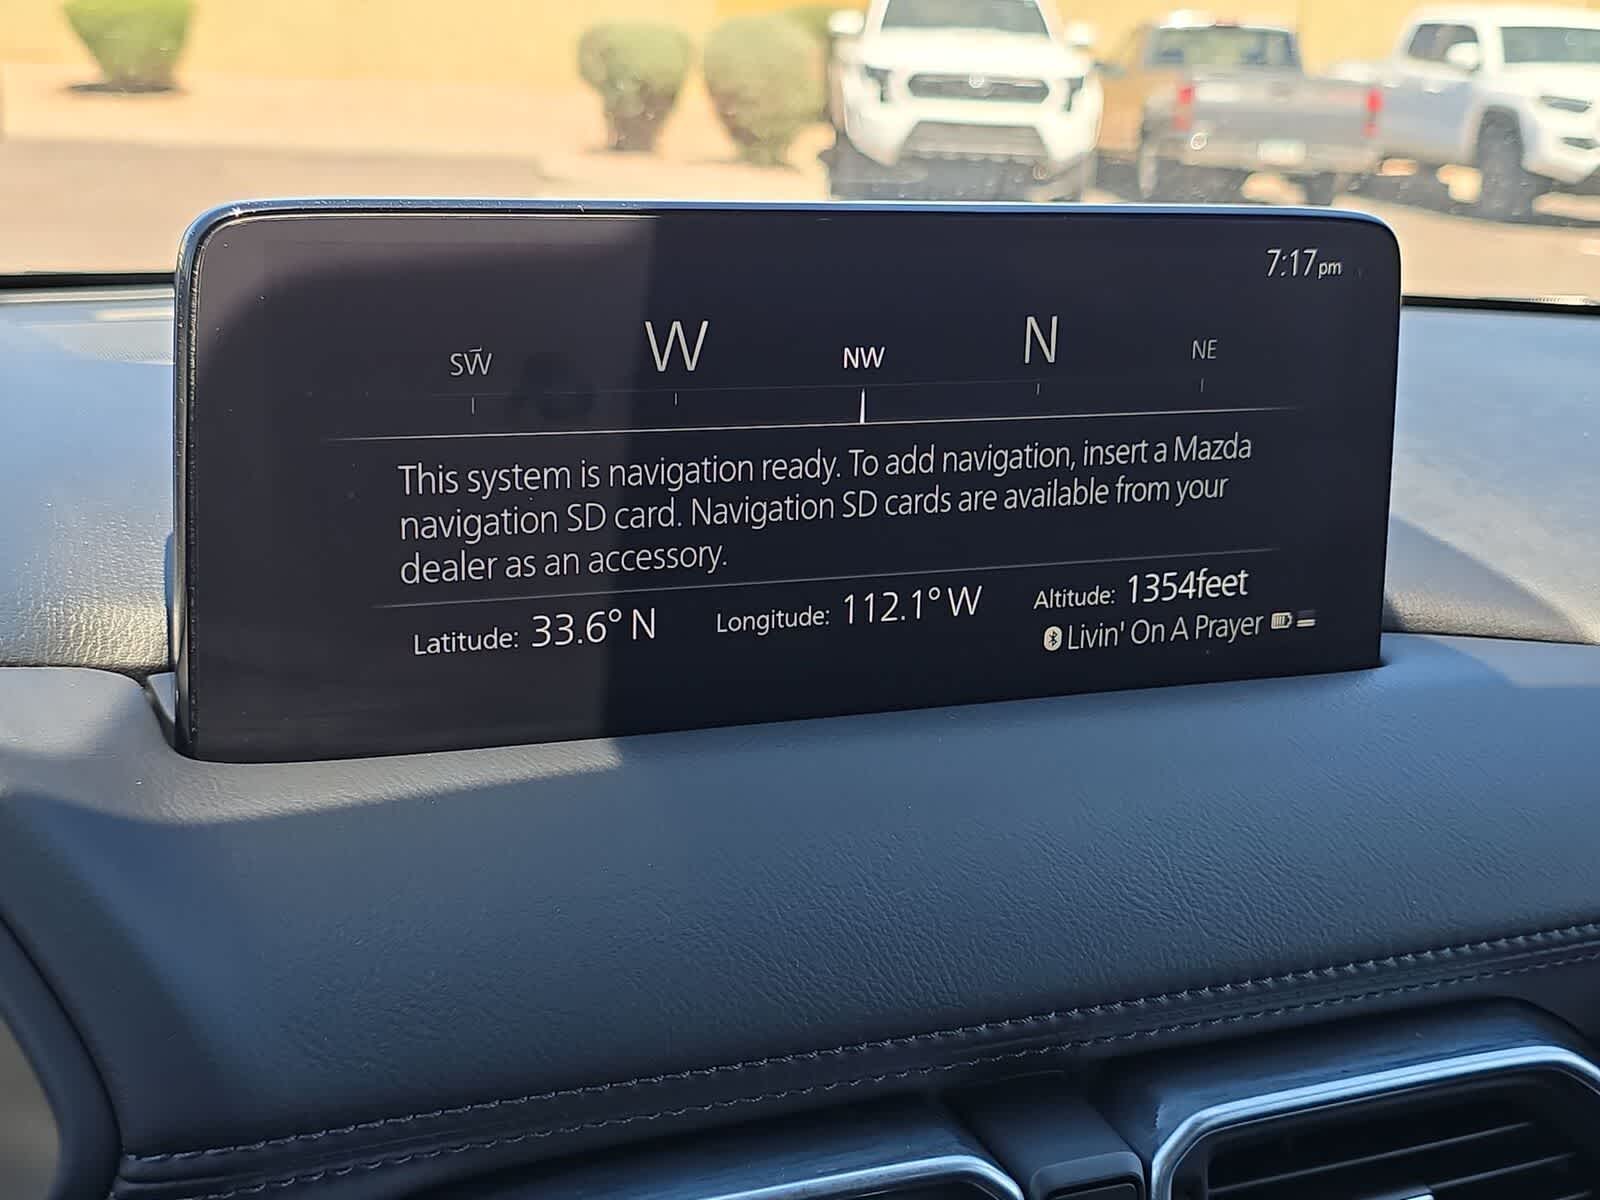 7:17pm
SW W NW N NE
This system is navigation ready. To add navigation, insert a Mazda
navigation SD card. Navigation SD cards are available from your
dealer as an accessory.
Latitude: 33.6° N Longitude: 112.1° W Altitude: 1354feet
Livin' On A Prayer